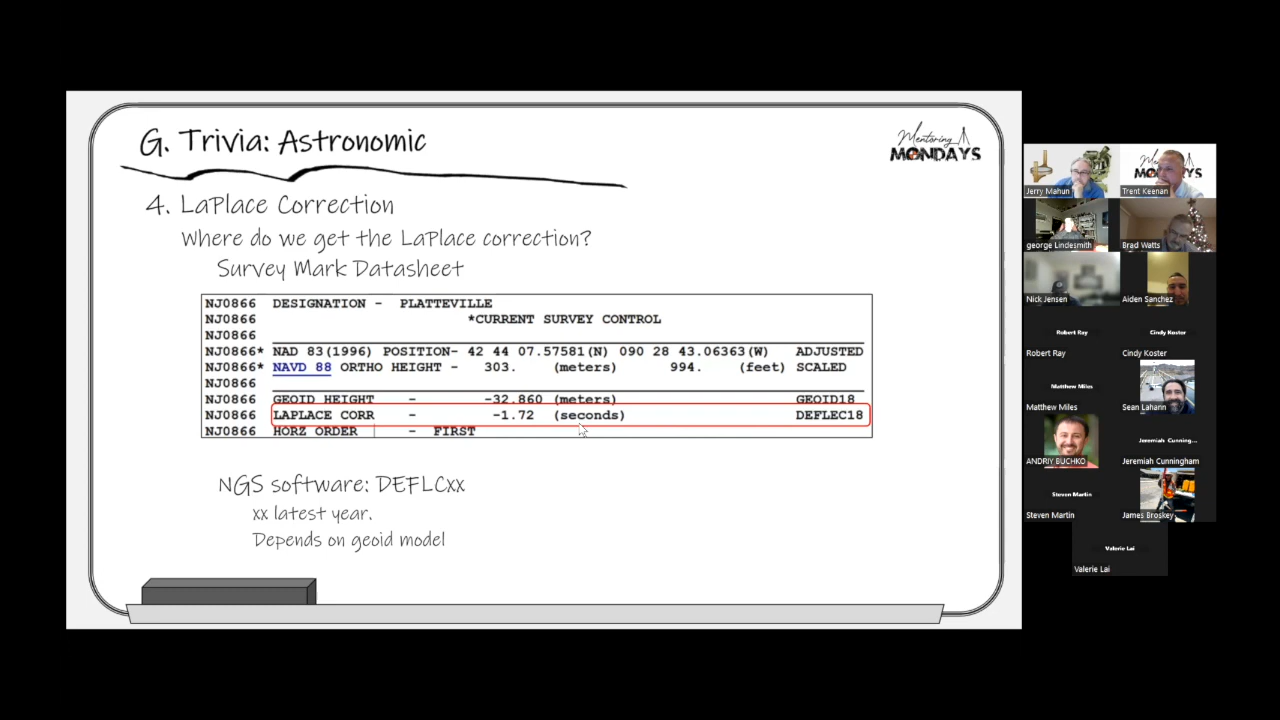 G. Trivia: Astronomic
Mentoring
MONDAYS
4. LaPlace Correction
Where do we get the LaPlace correction?
Survey Mark Datasheet
NJ0866 DESIGNATION - PLATTEVILLE
NJ0866 *CURRENT SURVEY CONTROL
NJ0866
NJ0866* NAD 83(1996) POSITION- 42 44 07.57581(N) 090 28 43.06363(W) ADJUSTED
NJ0866* NAVD 88 ORTHO HEIGHT - 303. (meters) 994. (feet) SCALED
NJ0866
NJ0866 GEOID HEIGHT - -32.860 (meters) GEOID18
NJ0866 LAPLACE CORR - -1.72 (seconds) DEFLEC18
NJ0866 HORZ ORDER - FIRST
NGS software: DEFLCxx
xx latest year.
Depends on geoid model
Jerry Mahun
Mentoring
MONDAYS
Trent Keenan
george Lindesmith
Brad Watts
Nick Jensen
Aiden Sanchez
Robert Ray
Robert Ray
Cindy Koster
Cindy Koster
Matthew Miles
Matthew Miles
Sean Lahann
ANDRIY BUCHKO
Jeremiah Cunning...
Jeremiah Cunningham
Steven Martin
Steven Martin
James Broskey
Valerie Lai
Valerie Lai